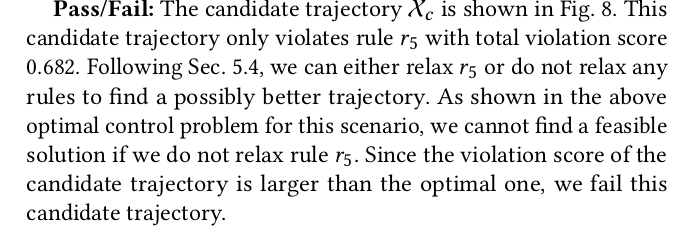 Pass/Fail: The candidate trajectory 𝒳c is shown in Fig. 8. This
candidate trajectory only violates rule r5 with total violation score
0.682. Following Sec. 5.4, we can either relax r5 or do not relax any
rules to find a possibly better trajectory. As shown in the above
optimal control problem for this scenario, we cannot find a feasible
solution if we do not relax rule r5. Since the violation score of the
candidate trajectory is larger than the optimal one, we fail this
candidate trajectory.